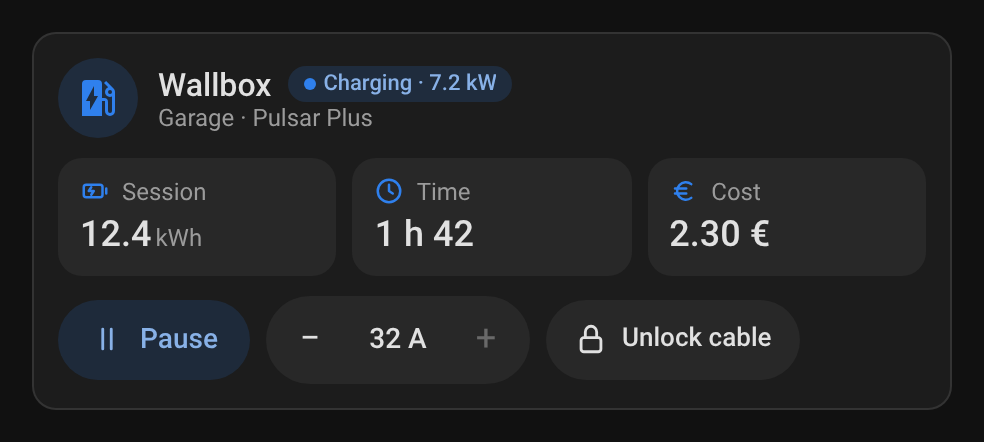 Wallbox
Charging · 7.2 kW
Garage · Pulsar Plus
Session
12.4 kWh
Time
1 h 42
Cost
2.30 €
Pause
− 32 A +
Unlock cable